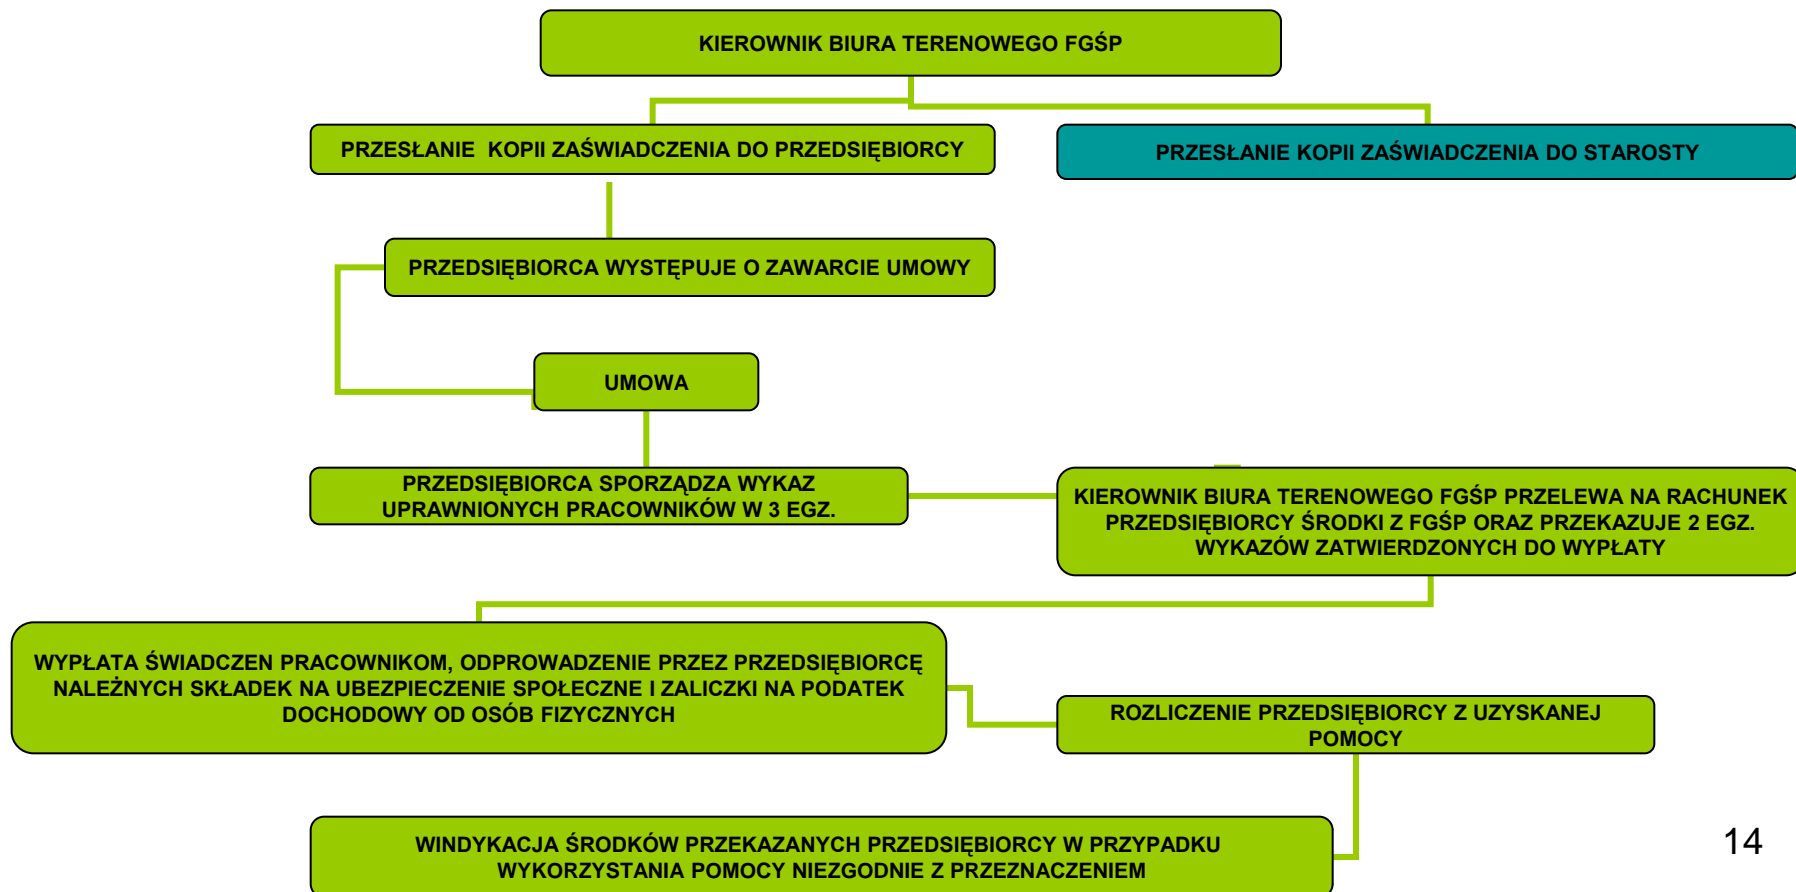 KIEROWNIK BIURA TERENOWEGO FGŚP
PRZESŁANIE KOPII ZAŚWIADCZENIA DO PRZEDSIĘBIORCY
PRZESŁANIE KOPII ZAŚWIADCZENIA DO STAROSTY
PRZEDSIĘBIORCA WYSTĘPUJE O ZAWARCIE UMOWY
UMOWA
PRZEDSIĘBIORCA SPORZĄDZA WYKAZ
UPRAWNIONYCH PRACOWNIKÓW W 3 EGZ.
KIEROWNIK BIURA TERENOWEGO FGŚP PRZELEWA NA RACHUNEK
PRZEDSIĘBIORCY ŚRODKI Z FGŚP ORAZ PRZEKAZUJE 2 EGZ.
WYKAZÓW ZATWIERDZONYCH DO WYPŁATY
WYPŁATA ŚWIADCZEN PRACOWNIKOM, ODPROWADZENIE PRZEZ PRZEDSIĘBIORCĘ
NALEŻNYCH SKŁADEK NA UBEZPIECZENIE SPOŁECZNE I ZALICZKI NA PODATEK
DOCHODOWY OD OSÓB FIZYCZNYCH
ROZLICZENIE PRZEDSIĘBIORCY Z UZYSKANEJ
POMOCY
WINDYKACJA ŚRODKÓW PRZEKAZANYCH PRZEDSIĘBIORCY W PRZYPADKU
WYKORZYSTANIA POMOCY NIEZGODNIE Z PRZEZNACZENIEM
14